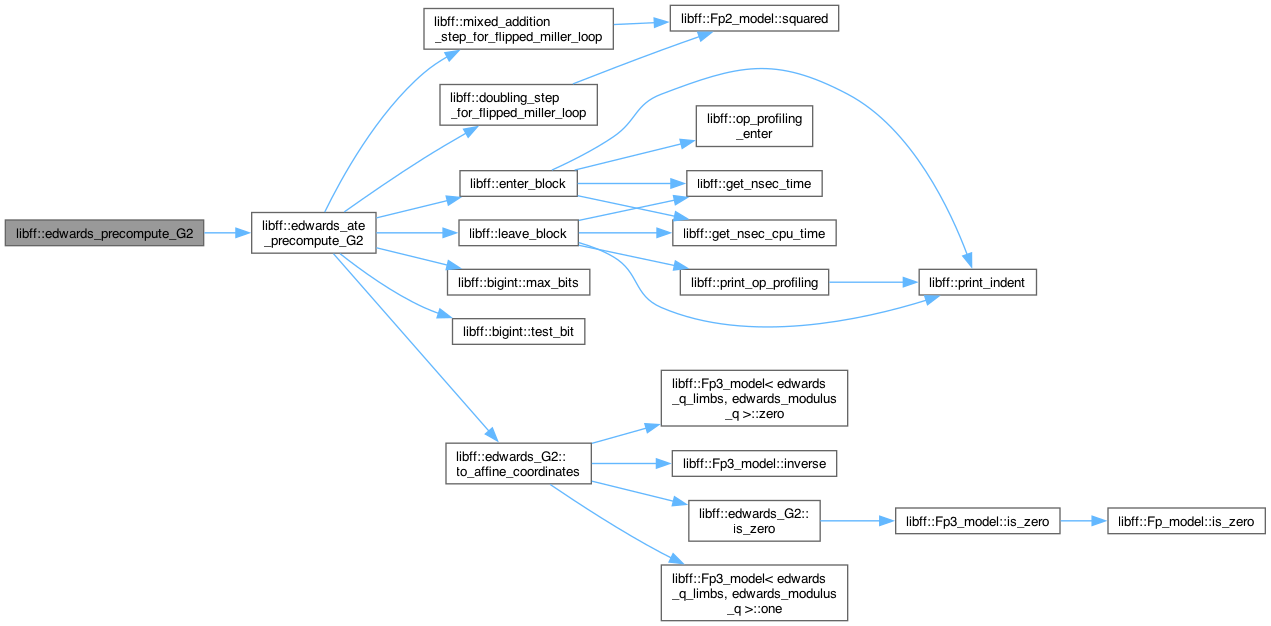 libff::edwards_precompute_G2
libff::edwards_ate
_precompute_G2
libff::mixed_addition
_step_for_flipped_miller_loop
libff::doubling_step
_for_flipped_miller_loop
libff::enter_block
libff::leave_block
libff::bigint::max_bits
libff::bigint::test_bit
libff::edwards_G2::
to_affine_coordinates
libff::Fp2_model::squared
libff::op_profiling
_enter
libff::get_nsec_time
libff::get_nsec_cpu_time
libff::print_op_profiling
libff::print_indent
libff::Fp3_model< edwards
_q_limbs, edwards_modulus
_q >::zero
libff::Fp3_model::inverse
libff::edwards_G2::
is_zero
libff::Fp3_model::is_zero
libff::Fp_model::is_zero
libff::Fp3_model< edwards
_q_limbs, edwards_modulus
_q >::one